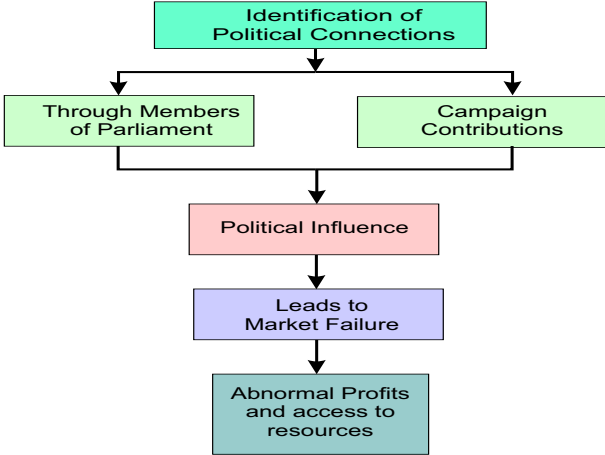 Identification of
Political Connections
Through Members
of Parliament
Campaign
Contributions
Political Influence
Leads to
Market Failure
Abnormal Profits
and access to
resources